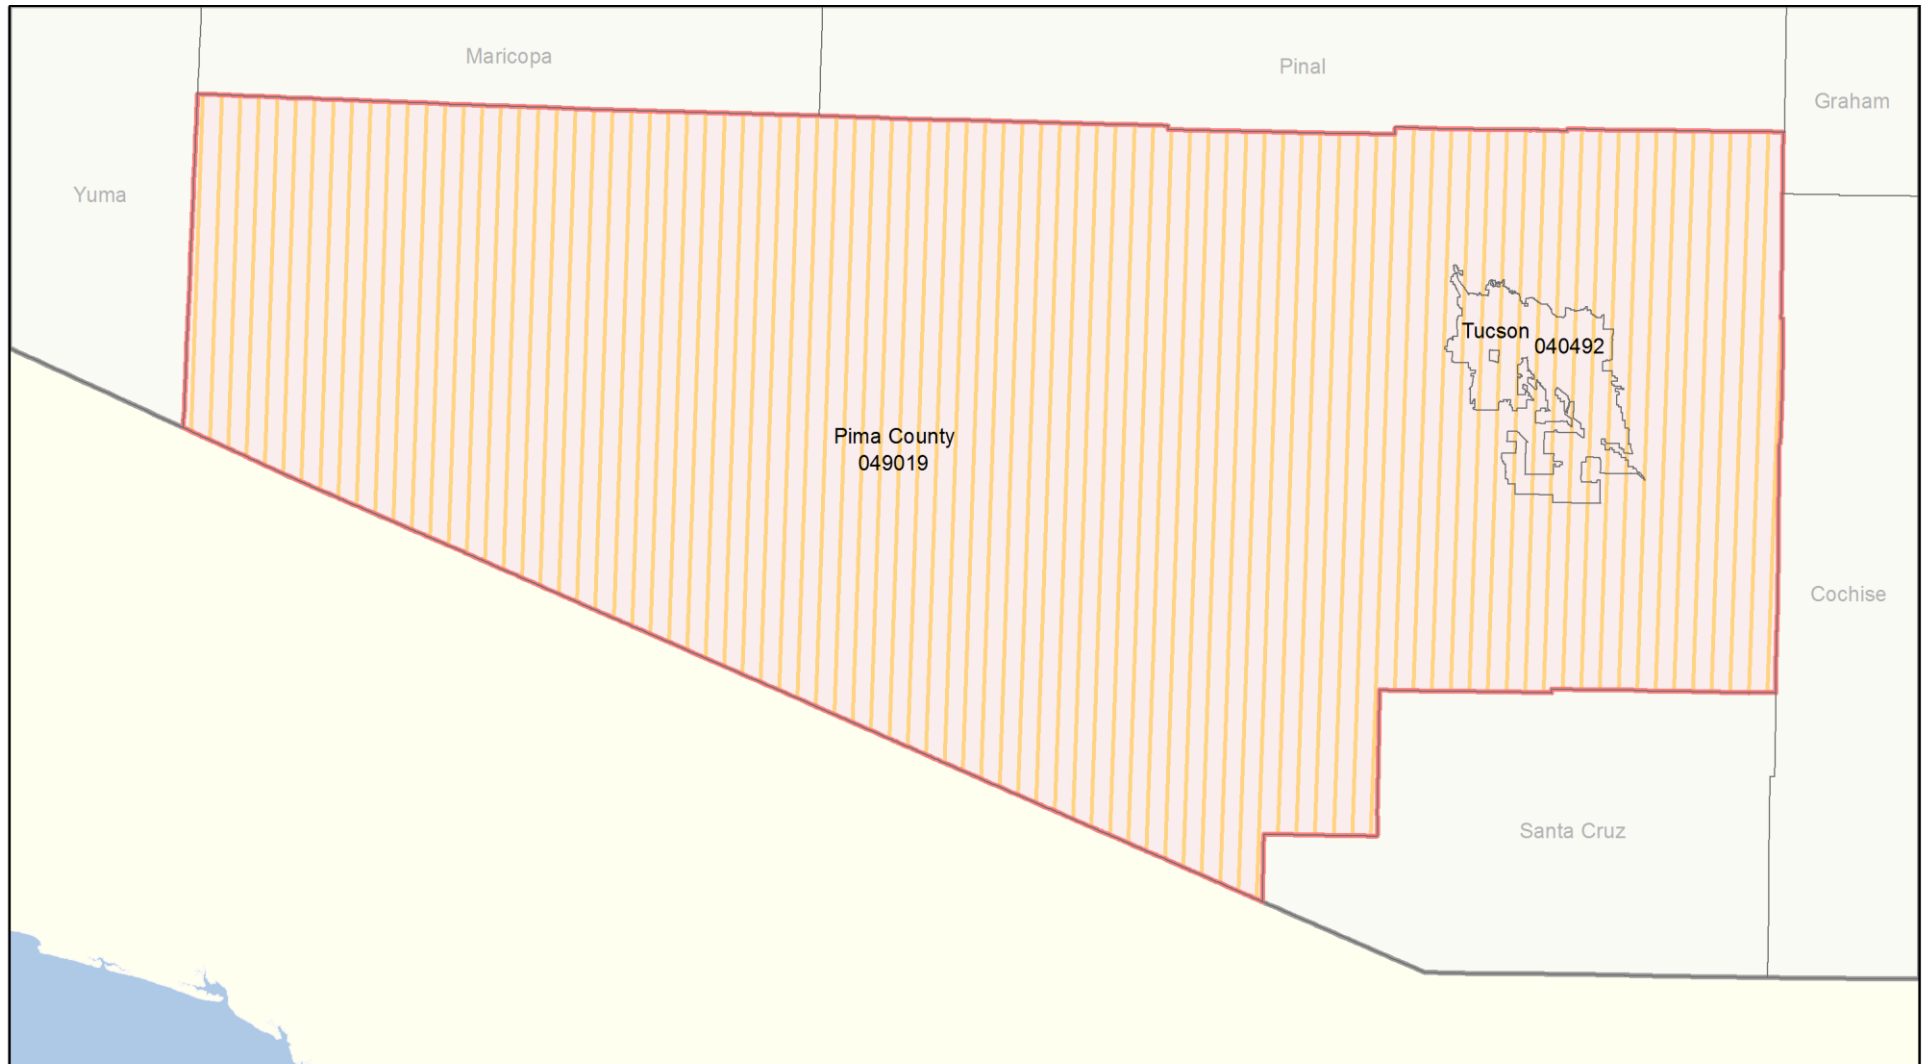 Maricopa
Pinal
Graham
Yuma
Tucson
040492
Pima County
049019
Cochise
Santa Cruz